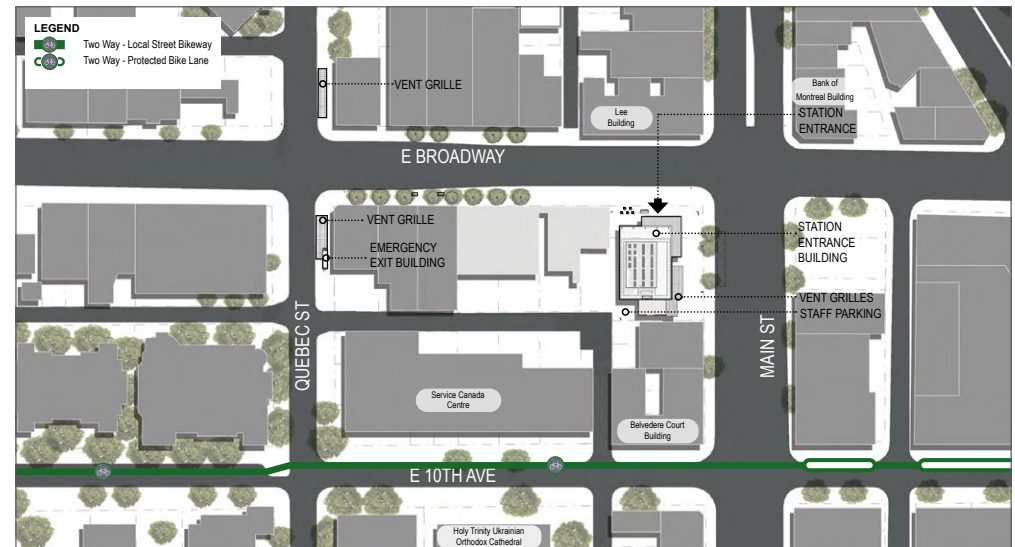 LEGEND
Two Way - Local Street Bikeway
Two Way - Protected Bike Lane
VENT GRILLE
Lee
Building
Bank of
Montreal Building
STATION
ENTRANCE
E BROADWAY
VENT GRILLE
EMERGENCY
EXIT BUILDING
STATION
ENTRANCE
BUILDING
VENT GRILLES
STAFF PARKING
QUEBEC ST
MAIN ST
Service Canada
Centre
Belvedere Court
Building
E 10TH AVE
Holy Trinity Ukrainian
Orthodox Cathedral